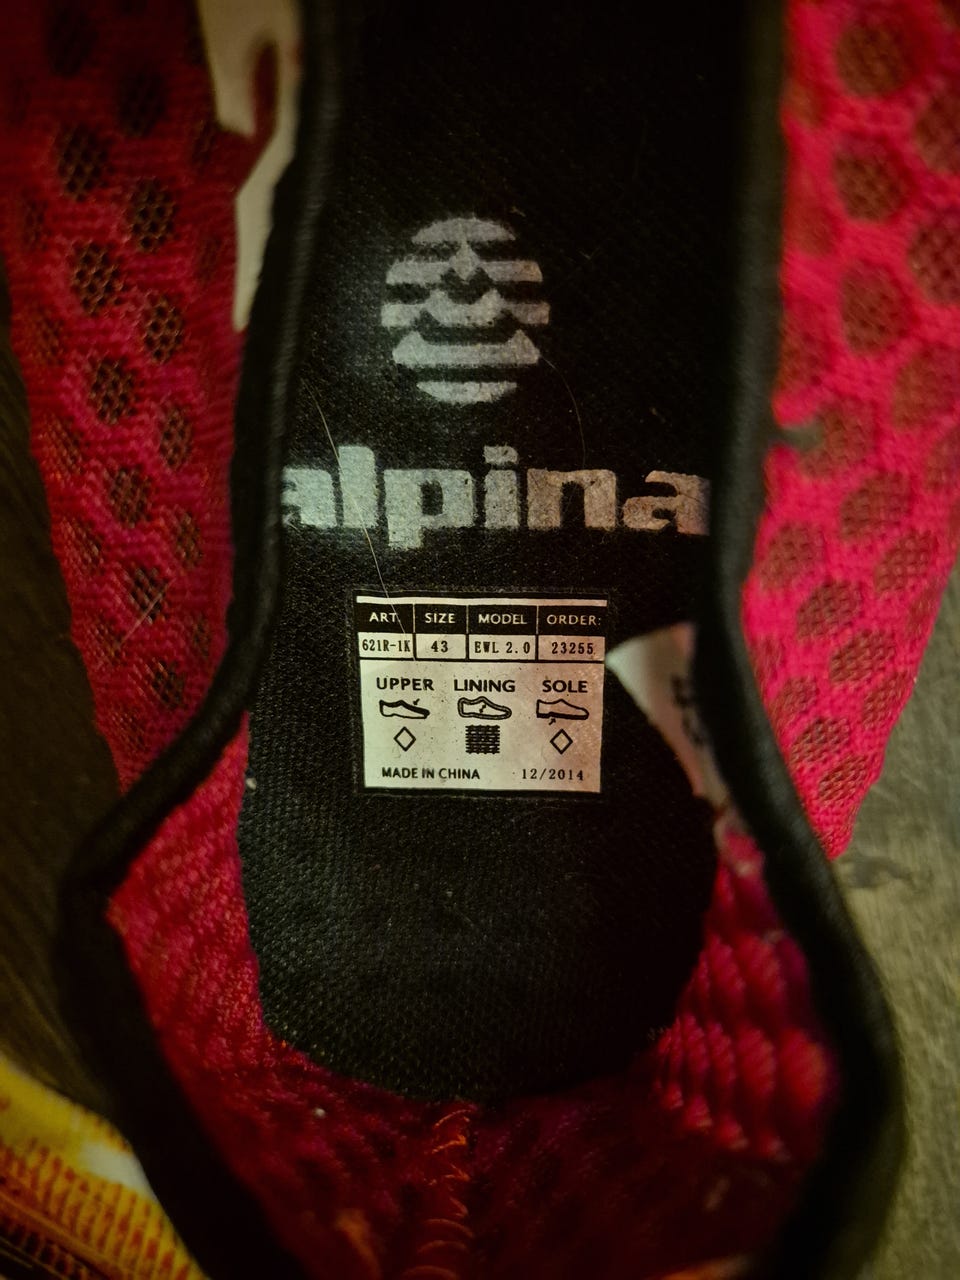 alpina
ART. SIZE MODEL ORDER:
621R-1K 43 EWL 2.0 23255
UPPER LINING SOLE
MADE IN CHINA 12/2014